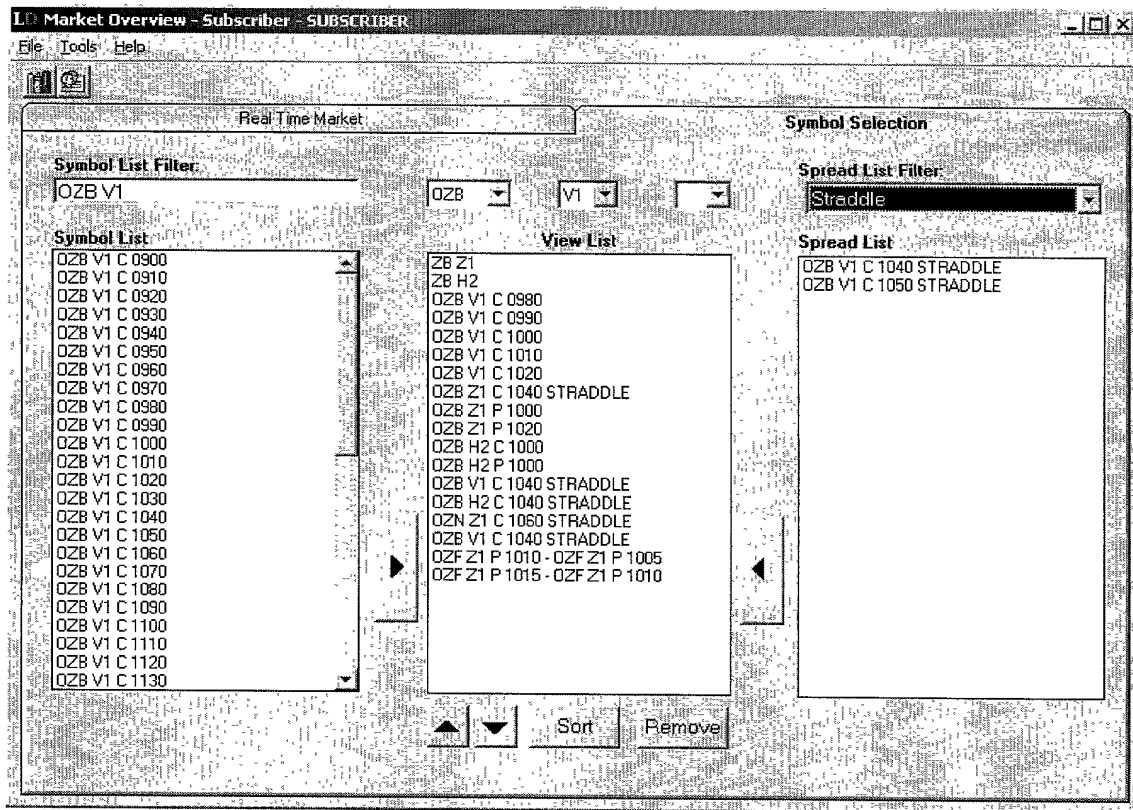 LD Market Overview - Subscriber - SUBSCRIBER
File Tools Help
Real Time Market
Symbol Selection
Symbol List Filter:
OZB V1
OZB
V1
Spread List Filter:
Straddle
Symbol List
OZB V1 C 0900
OZB V1 C 0910
OZB V1 C 0920
OZB V1 C 0930
OZB V1 C 0940
OZB V1 C 0950
OZB V1 C 0960
OZB V1 C 0970
OZB V1 C 0980
OZB V1 C 0990
OZB V1 C 1000
OZB V1 C 1010
OZB V1 C 1020
OZB V1 C 1030
OZB V1 C 1040
OZB V1 C 1050
OZB V1 C 1060
OZB V1 C 1070
OZB V1 C 1080
OZB V1 C 1090
OZB V1 C 1100
OZB V1 C 1110
OZB V1 C 1120
OZB V1 C 1130
View List
ZB Z1
ZB H2
OZB V1 C 0980
OZB V1 C 0990
OZB V1 C 1000
OZB V1 C 1010
OZB V1 C 1020
OZB Z1 C 1040 STRADDLE
OZB Z1 P 1000
OZB Z1 P 1020
OZB H2 C 1000
OZB H2 P 1000
OZB V1 C 1040 STRADDLE
OZB H2 C 1040 STRADDLE
OZN Z1 C 1060 STRADDLE
OZB V1 C 1040 STRADDLE
OZF Z1 P 1010 - OZF Z1 P 1005
OZF Z1 P 1015 - OZF Z1 P 1010
Spread List
OZB V1 C 1040 STRADDLE
OZB V1 C 1050 STRADDLE
Sort
Remove